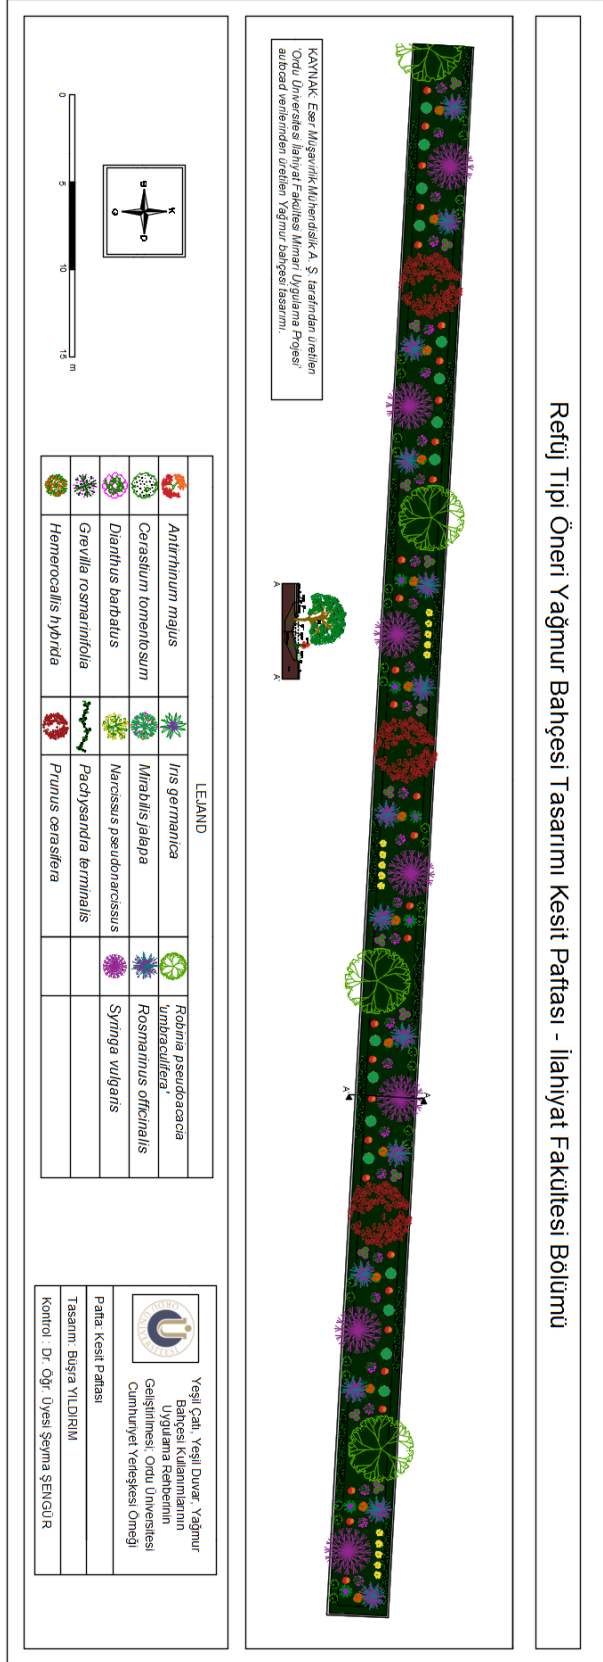 Refüj Tipi Öneri Yağmur Bahçesi Tasarımı Kesit Paftası - İlahiyat Fakültesi Bölümü
KAYNAK: Eser Müşavirlik Mühendislik A. Ş. tarafından üretilen
'Ordu Üniversitesi İlahiyat Fakültesi Mimari Uygulama Projesi'
autocad verilerinden üretilen Yağmur bahçesi tasarımı.
A
A'
A
A'
K
B
D
G
0
5
10
15
m
LEJAND
Antirrhinum majus
Iris germanica
Robinia pseudoacacia
'umbraculifera'
Cerastium tomentosum
Mirabilis jalapa
Rosmarinus officinalis
Dianthus barbatus
Narcissus pseudonarcissus
Syringa vulgaris
Grevilla rosmarinifolia
Pachysandra terminalis
Hemerocallis hybrida
Prunus cerasifera
Yeşil Çatı, Yeşil Duvar, Yağmur
Bahçesi Kullanımlarının
Uygulama Rehberinin
Geliştirilmesi; Ordu Üniversitesi
Cumhuriyet Yerleşkesi Örneği
Pafta: Kesit Paftası
Tasarım: Büşra YILDIRIM
Kontrol : Dr. Öğr. Üyesi Şeyma ŞENGÜR